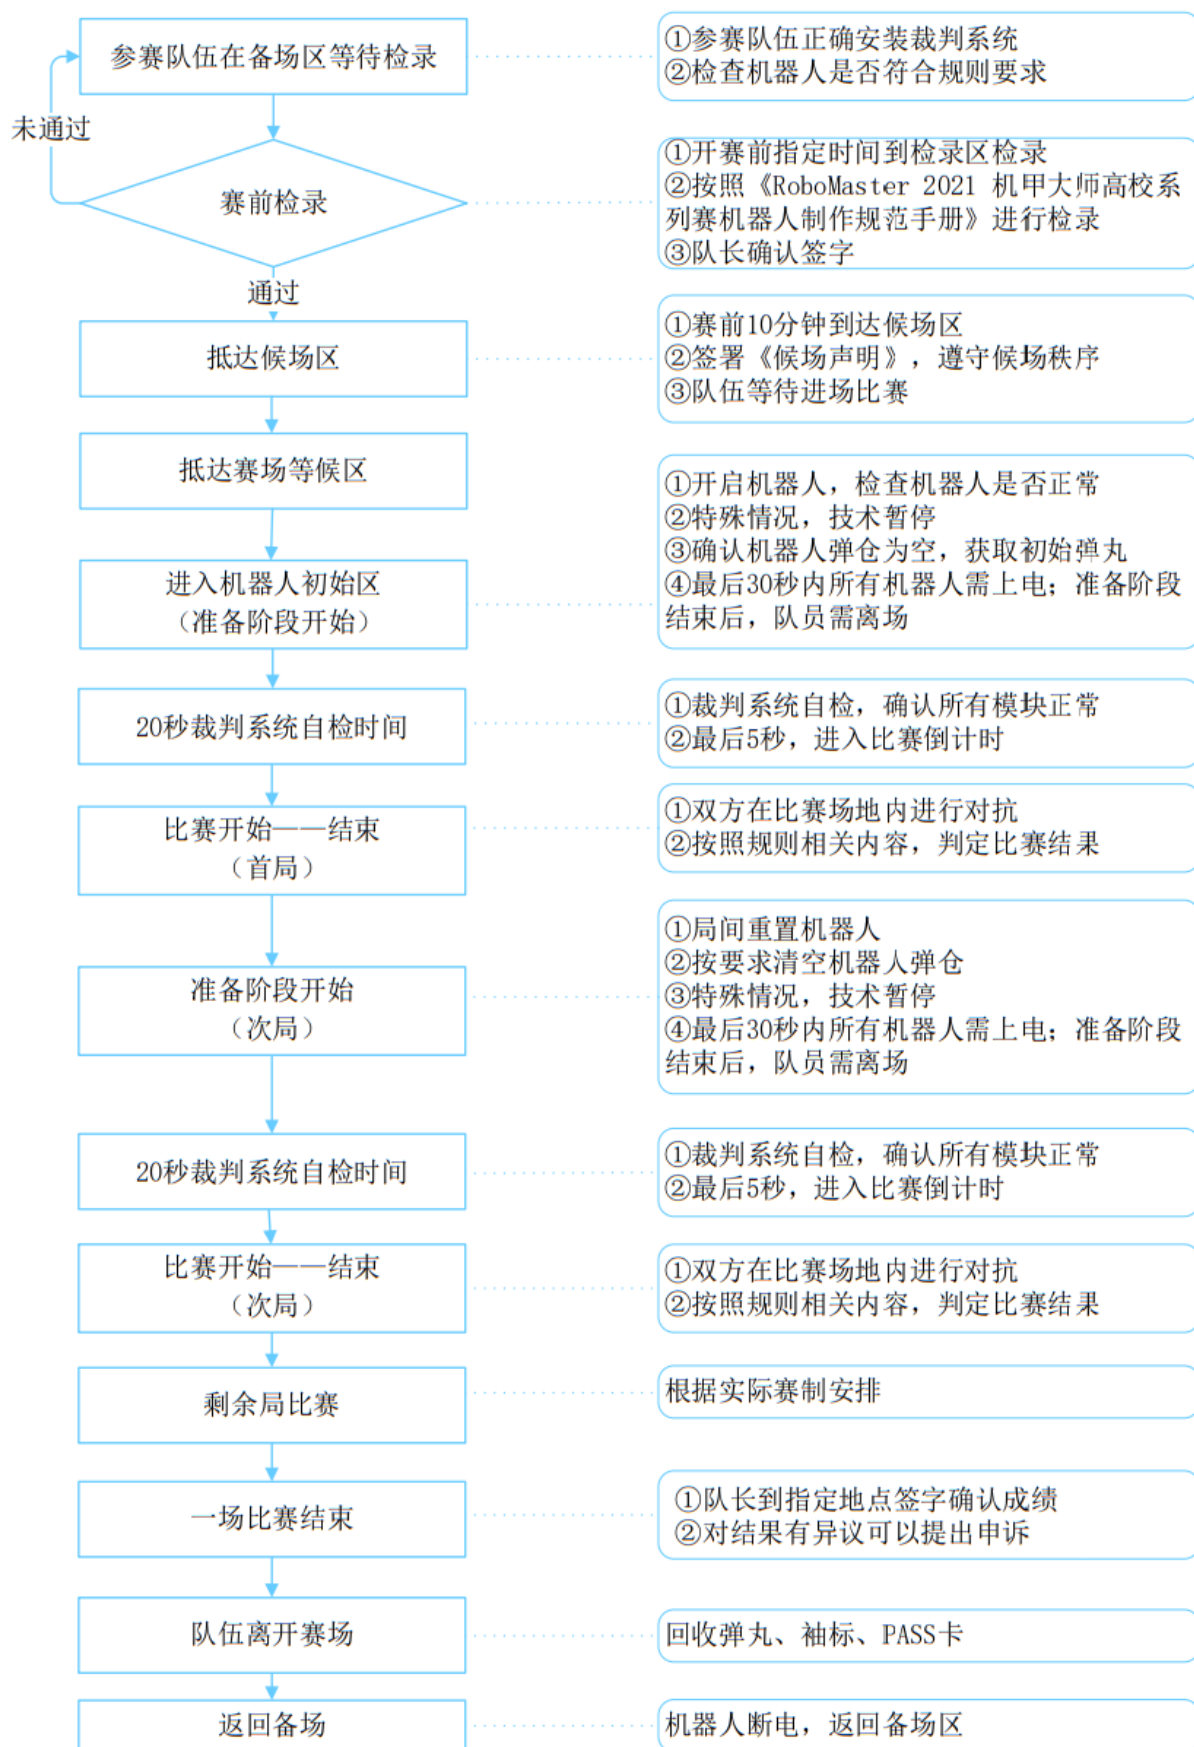 参赛队伍在备场区等待检录
①参赛队伍正确安装裁判系统
②检查机器人是否符合规则要求
未通过
赛前检录
①开赛前指定时间到检录区检录
②按照《RoboMaster 2021 机甲大师高校系
列赛机器人制作规范手册》进行检录
③队长确认签字
通过
抵达候场区
①赛前10分钟到达候场区
②签署《候场声明》，遵守候场秩序
③队伍等待进场比赛
抵达赛场等候区
进入机器人初始区
（准备阶段开始）
①开启机器人，检查机器人是否正常
②特殊情况，技术暂停
③确认机器人弹仓为空，获取初始弹丸
④最后30秒内所有机器人需上电；准备阶段
结束后，队员需离场
20秒裁判系统自检时间
①裁判系统自检，确认所有模块正常
②最后5秒，进入比赛倒计时
比赛开始——结束
（首局）
①双方在比赛场地内进行对抗
②按照规则相关内容，判定比赛结果
准备阶段开始
（次局）
①局间重置机器人
②按要求清空机器人弹仓
③特殊情况，技术暂停
④最后30秒内所有机器人需上电；准备阶段
结束后，队员需离场
20秒裁判系统自检时间
①裁判系统自检，确认所有模块正常
②最后5秒，进入比赛倒计时
比赛开始——结束
（次局）
①双方在比赛场地内进行对抗
②按照规则相关内容，判定比赛结果
剩余局比赛
根据实际赛制安排
一场比赛结束
①队长到指定地点签字确认成绩
②对结果有异议可以提出申诉
队伍离开赛场
回收弹丸、袖标、PASS卡
返回备场
机器人断电，返回备场区